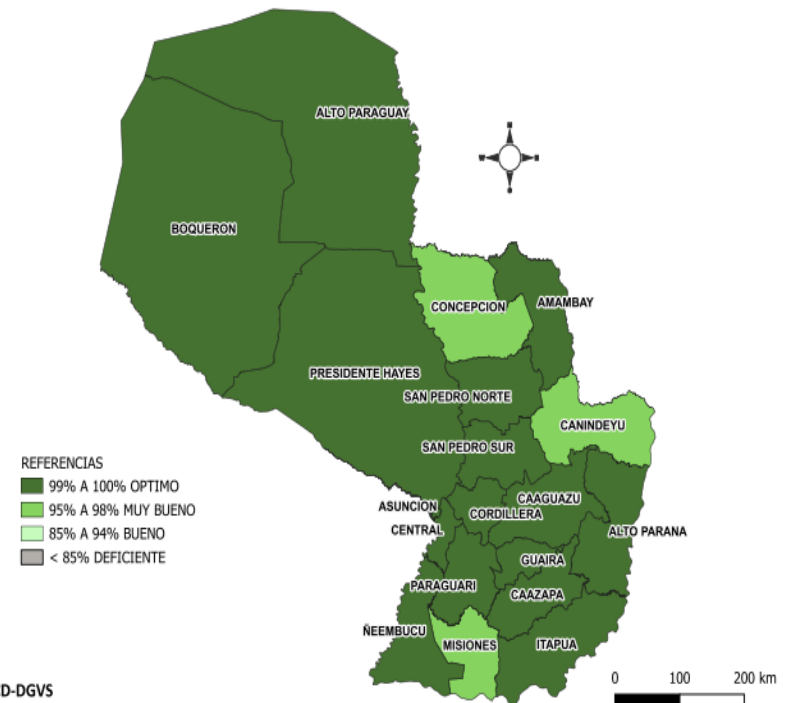 ALTO PARAGUAY
BOQUERON
CONCEPCION
AMAMBAY
PRESIDENTE HAYES
SAN PEDRO NORTE
CANINDEYU
SAN PEDRO SUR
REFERENCIAS
99% A 100% OPTIMO
95% A 98% MUY BUENO
85% A 94% BUENO
< 85% DEFICIENTE
ASUNCION
CAAGUAZU
CORDILLERA
CENTRAL
ALTO PARANA
GUAIRA
PARAGUARI
CAAZAPA
ÑEEMBUCU
MISIONES
ITAPUA
0 100 200 km
D-DGVS